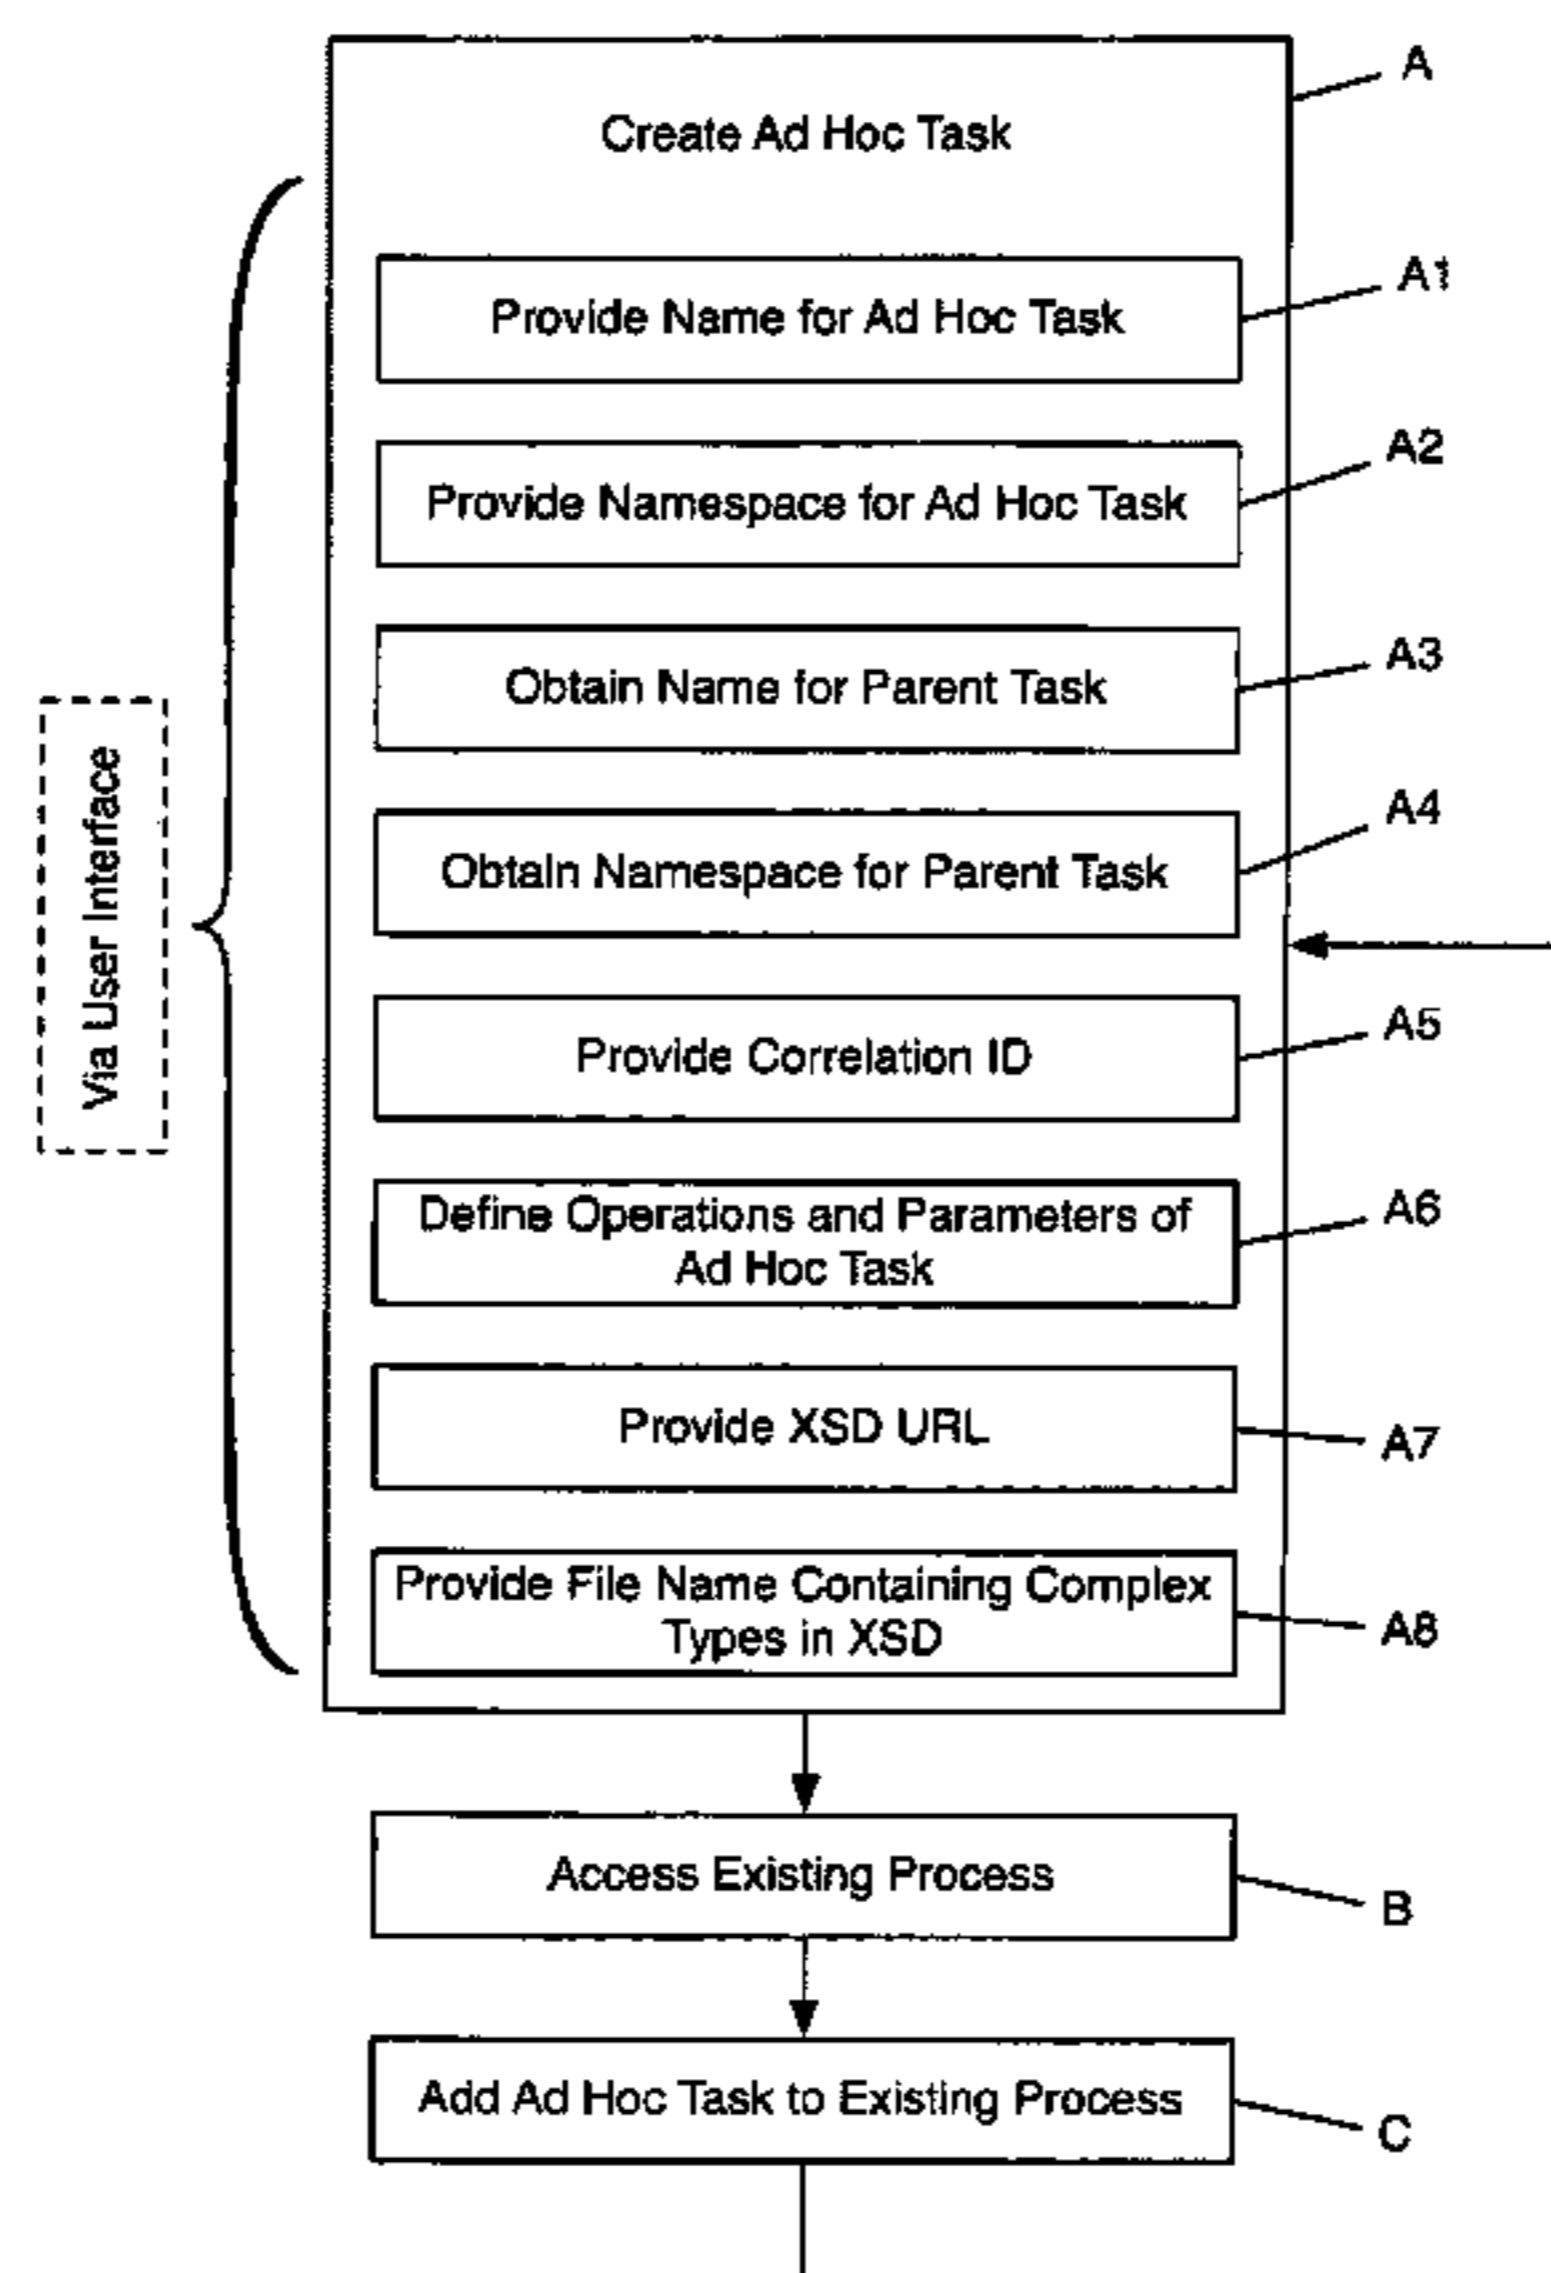 A
Create Ad Hoc Task
A1
Provide Name for Ad Hoc Task
A2
Provide Namespace for Ad Hoc Task
A3
Obtain Name for Parent Task
A4
Obtain Namespace for Parent Task
Via User Interface
A5
Provide Correlation ID
A6
Define Operations and Parameters of
Ad Hoc Task
A7
Provide XSD URL
A8
Provide File Name Containing Complex
Types in XSD
Access Existing Process
B
Add Ad Hoc Task to Existing Process
C